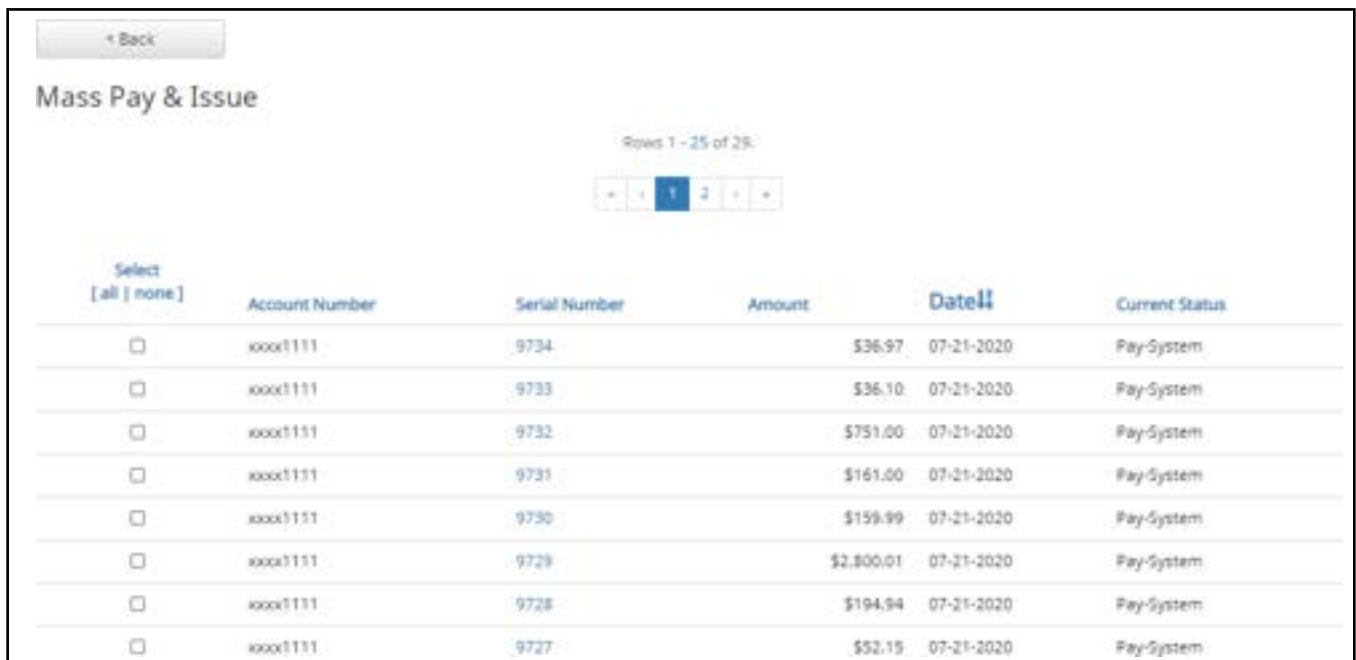 < Back
Mass Pay & Issue
Rows 1 - 25 of 29.
« ‹ 1 2 › »
Select
[ all | none ] Account Number Serial Number Amount Date Current Status
xxxx1111 9734 $36.97 07-21-2020 Pay-System
xxxx1111 9733 $36.10 07-21-2020 Pay-System
xxxx1111 9732 $751.00 07-21-2020 Pay-System
xxxx1111 9731 $161.00 07-21-2020 Pay-System
xxxx1111 9730 $159.99 07-21-2020 Pay-System
xxxx1111 9729 $2,800.01 07-21-2020 Pay-System
xxxx1111 9728 $194.94 07-21-2020 Pay-System
xxxx1111 9727 $52.15 07-21-2020 Pay-System